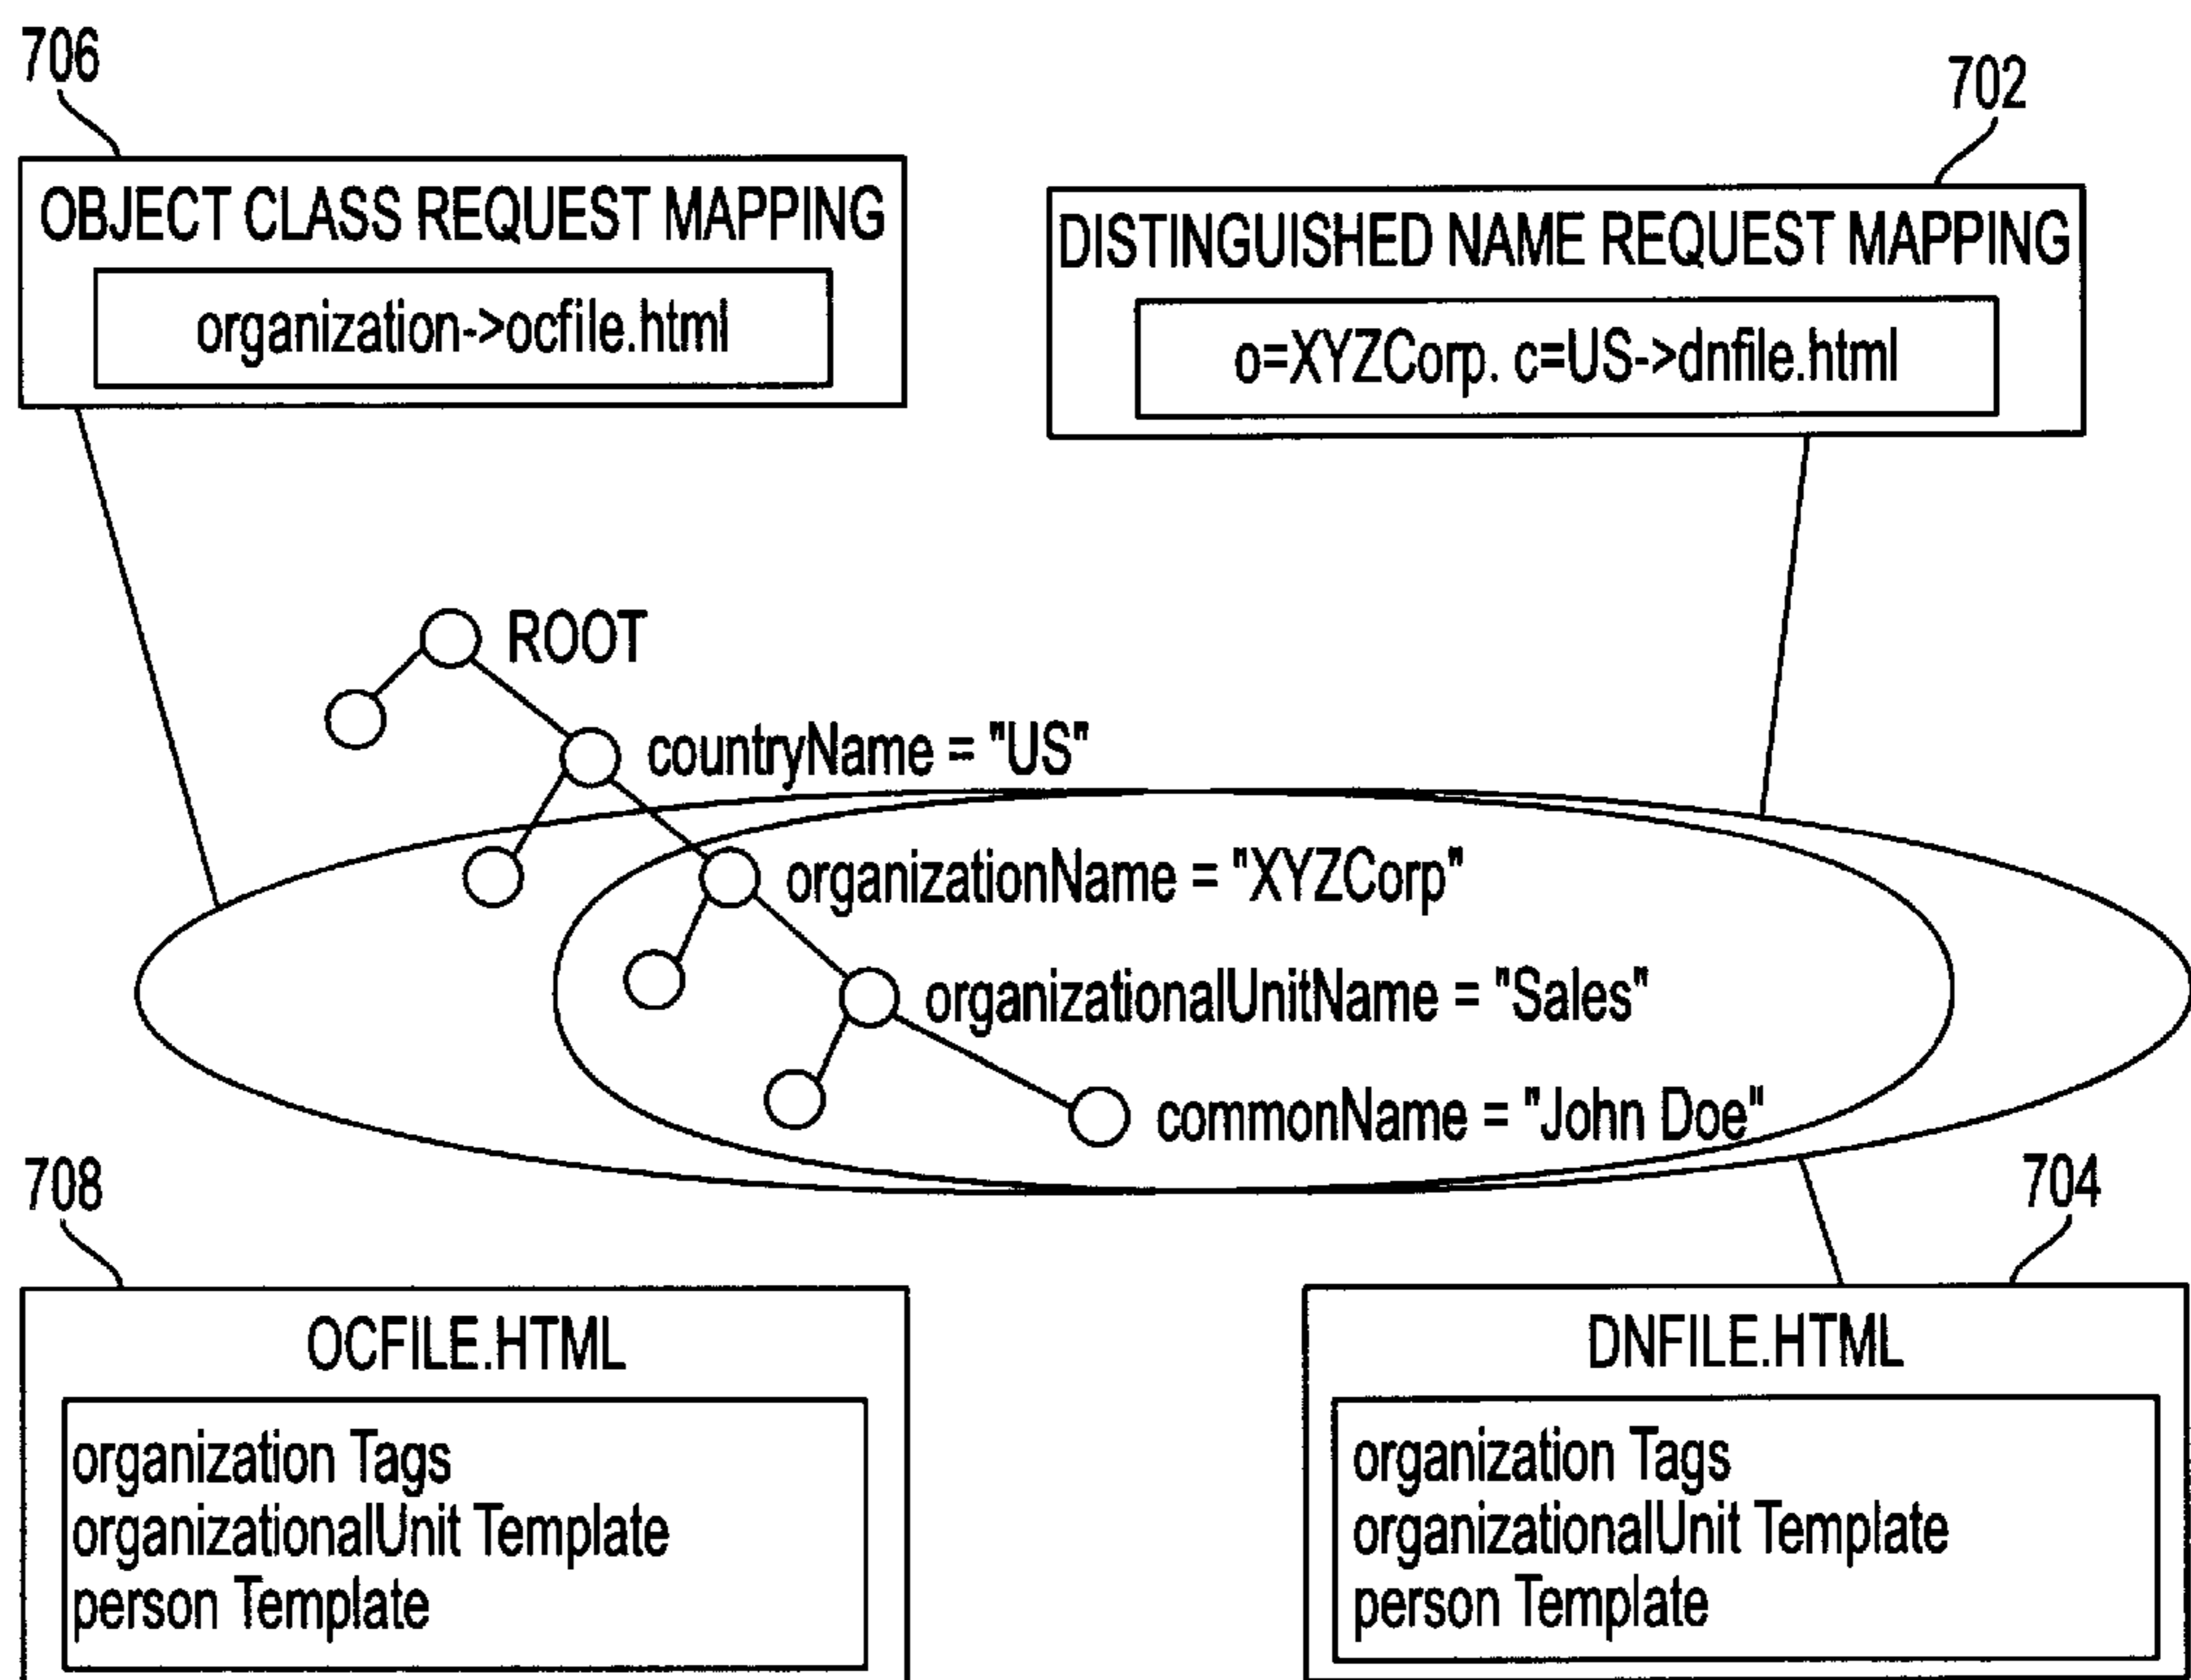 706
702
OBJECT CLASS REQUEST MAPPING
organization->ocfile.html
DISTINGUISHED NAME REQUEST MAPPING
o=XYZCorp. c=US->dnfile.html
ROOT
countryName = "US"
organizationName = "XYZCorp"
organizationalUnitName = "Sales"
commonName = "John Doe"
708
704
OCFILE.HTML
organization Tags
organizationalUnit Template
person Template
DNFILE.HTML
organization Tags
organizationalUnit Template
person Template